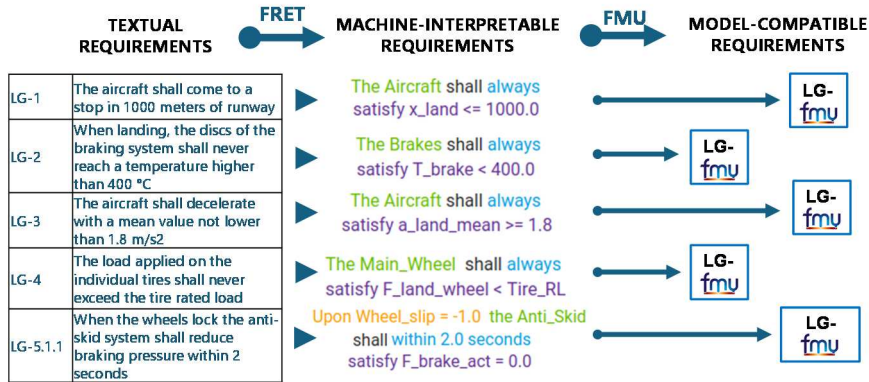 TEXTUAL
REQUIREMENTS
FRET
MACHINE-INTERPRETABLE
REQUIREMENTS
FMU
MODEL-COMPATIBLE
REQUIREMENTS
LG-1
The aircraft shall come to a
stop in 1000 meters of runway
The Aircraft shall always
satisfy x_land <= 1000.0
LG-
fmu
LG-2
When landing, the discs of the
braking system shall never
reach a temperature higher
than 400 °C
The Brakes shall always
satisfy T_brake < 400.0
LG-
fmu
LG-3
The aircraft shall decelerate
with a mean value not lower
than 1.8 m/s2
The Aircraft shall always
satisfy a_land_mean >= 1.8
LG-
fmu
LG-4
The load applied on the
individual tires shall never
exceed the tire rated load
The Main_Wheel shall always
satisfy F_land_wheel < Tire_RL
LG-
fmu
LG-5.1.1
When the wheels lock the anti-
skid system shall reduce
braking pressure within 2
seconds
Upon Wheel_slip = -1.0 the Anti_Skid
shall within 2.0 seconds
satisfy F_brake_act = 0.0
LG-
fmu